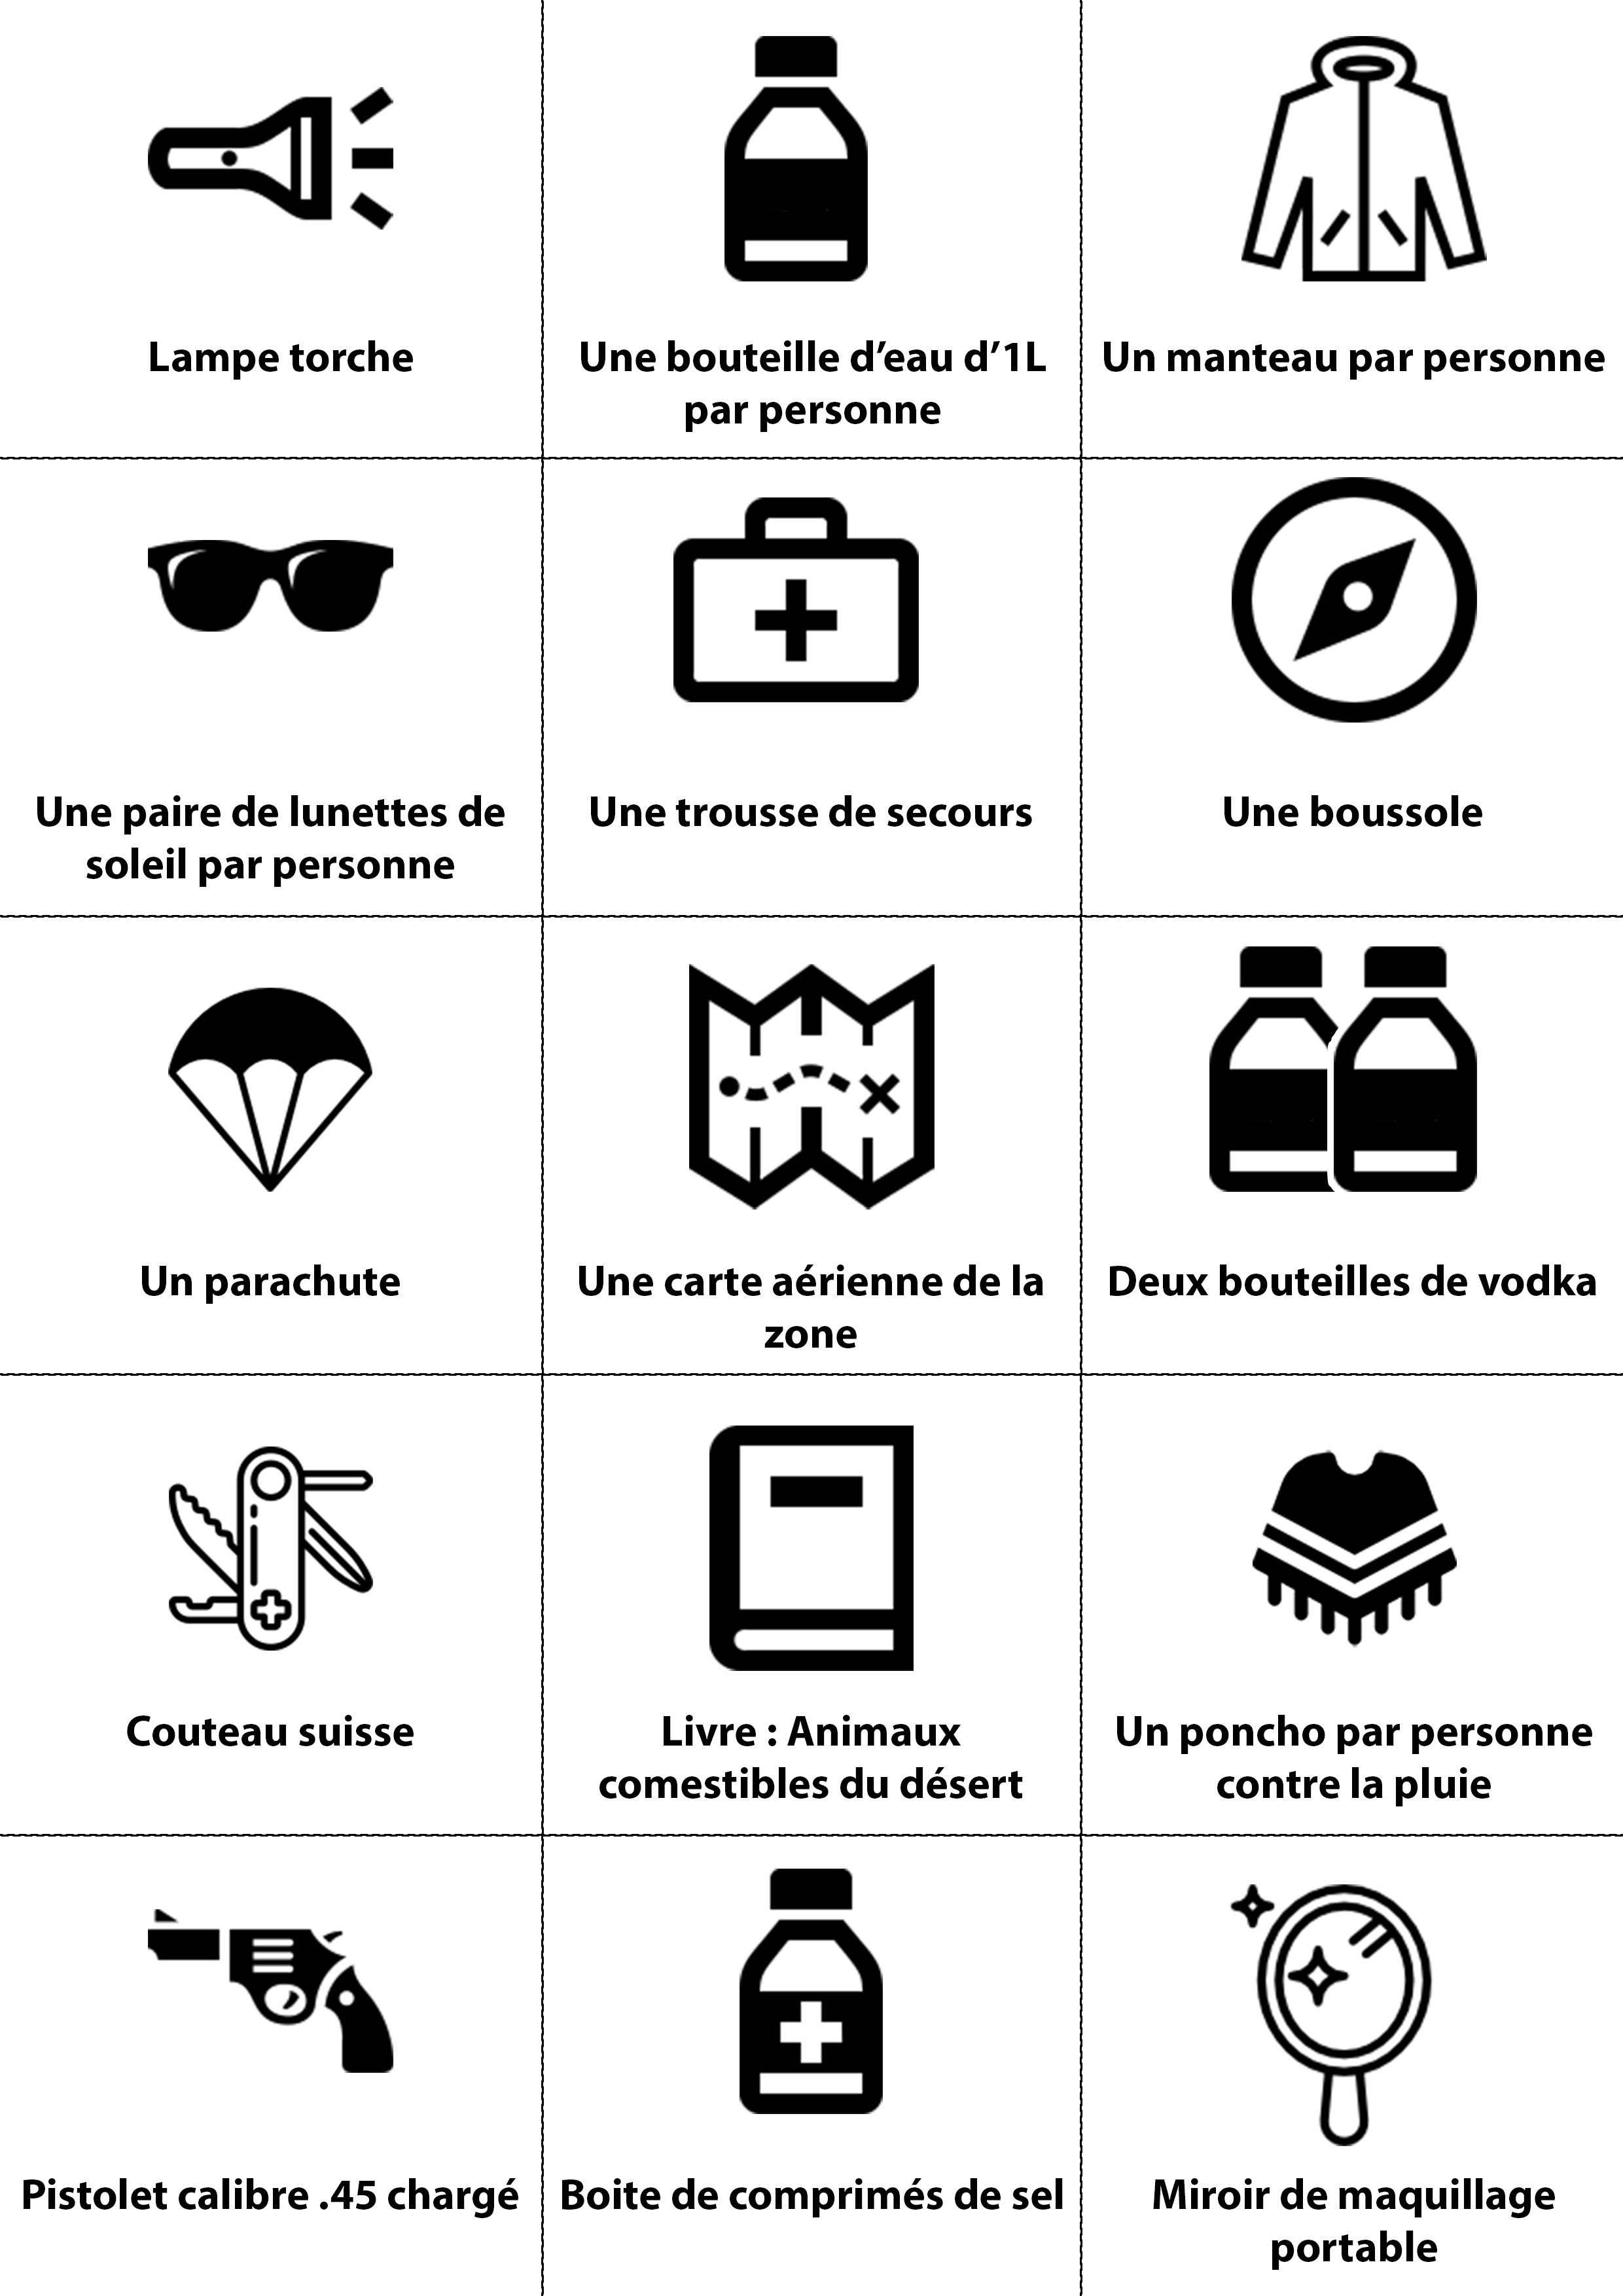 Lampe torche
Une bouteille d’eau d’1L
par personne
Un manteau par personne
Une paire de lunettes de
soleil par personne
Une trousse de secours
Une boussole
Un parachute
Une carte aérienne de la
zone
Deux bouteilles de vodka
Couteau suisse
Livre : Animaux
comestibles du désert
Un poncho par personne
contre la pluie
Pistolet calibre .45 chargé
Boite de comprimés de sel
Miroir de maquillage
portable